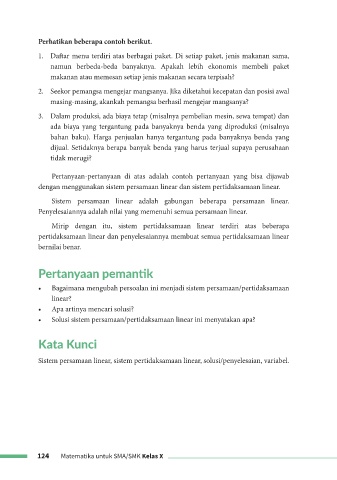 Perhatikan beberapa contoh berikut.
1. Daftar menu terdiri atas berbagai paket. Di setiap paket, jenis makanan sama,
namun berbeda-beda banyaknya. Apakah lebih ekonomis membeli paket
makanan atau memesan setiap jenis makanan secara terpisah?
2. Seekor pemangsa mengejar mangsanya. Jika diketahui kecepatan dan posisi awal
masing-masing, akankah pemangsa berhasil mengejar mangsanya?
3. Dalam produksi, ada biaya tetap (misalnya pembelian mesin, sewa tempat) dan
ada biaya yang tergantung pada banyaknya benda yang diproduksi (misalnya
bahan baku). Harga penjualan hanya tergantung pada banyaknya benda yang
dijual. Setidaknya berapa banyak benda yang harus terjual supaya perusahaan
tidak merugi?
Pertanyaan-pertanyaan di atas adalah contoh pertanyaan yang bisa dijawab
dengan menggunakan sistem persamaan linear dan sistem pertidaksamaan linear.
Sistem persamaan linear adalah gabungan beberapa persamaan linear.
Penyelesaiannya adalah nilai yang memenuhi semua persamaan linear.
Mirip dengan itu, sistem pertidaksamaan linear terdiri atas beberapa
pertidaksamaan linear dan penyelesaiannya membuat semua pertidaksamaan linear
bernilai benar.
Pertanyaan pemantik
• Bagaimana mengubah persoalan ini menjadi sistem persamaan/pertidaksamaan
linear?
• Apa artinya mencari solusi?
• Solusi sistem persamaan/pertidaksamaan linear ini menyatakan apa?
Kata Kunci
Sistem persamaan linear, sistem pertidaksamaan linear, solusi/penyelesaian, variabel.
124 Matematika untuk SMA/SMK Kelas X